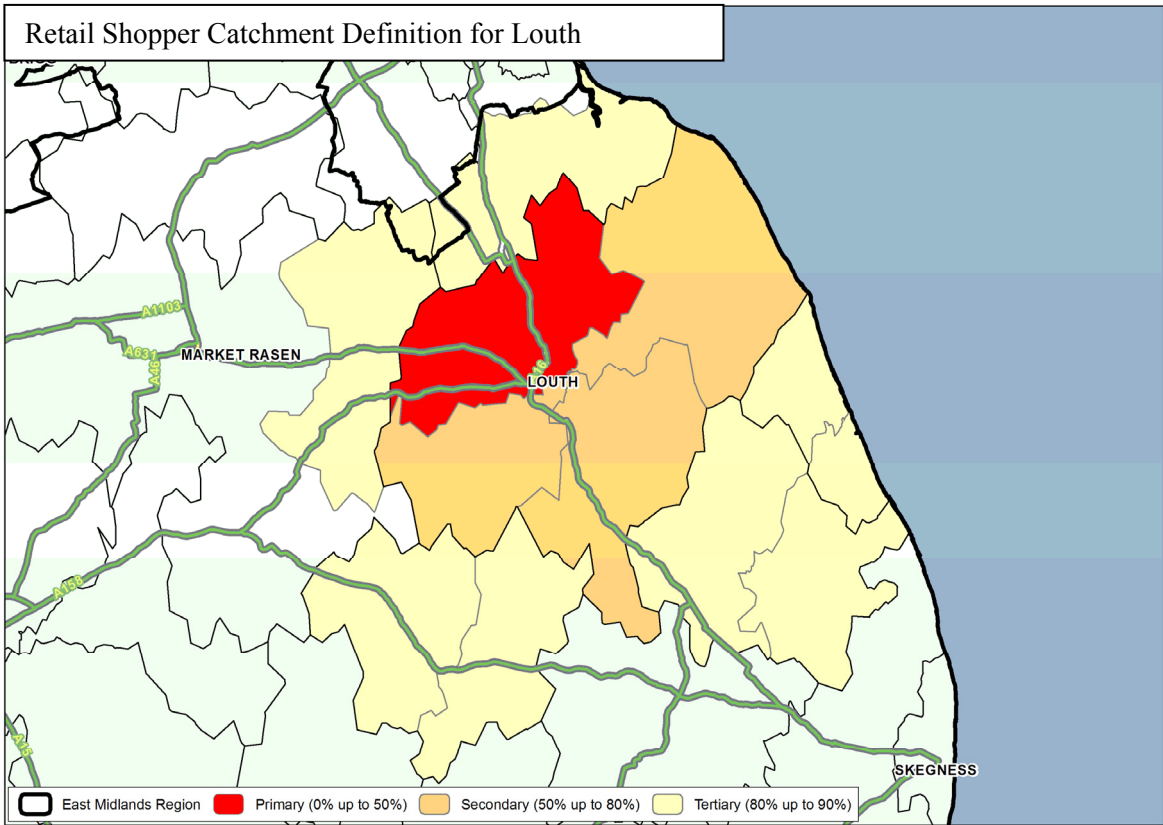 Retail Shopper Catchment Definition for Louth
A1103
A631
MARKET RASEN
A46
LOUTH
A158
A15
SKEGNESS
East Midlands Region
Primary (0% up to 50%)
Secondary (50% up to 80%)
Tertiary (80% up to 90%)